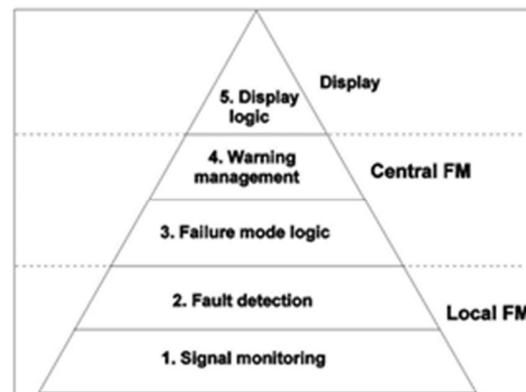 5. Display
logic
Display
4. Warning
management
Central FM
3. Failure mode logic
2. Fault detection
Local FM
1. Signal monitoring